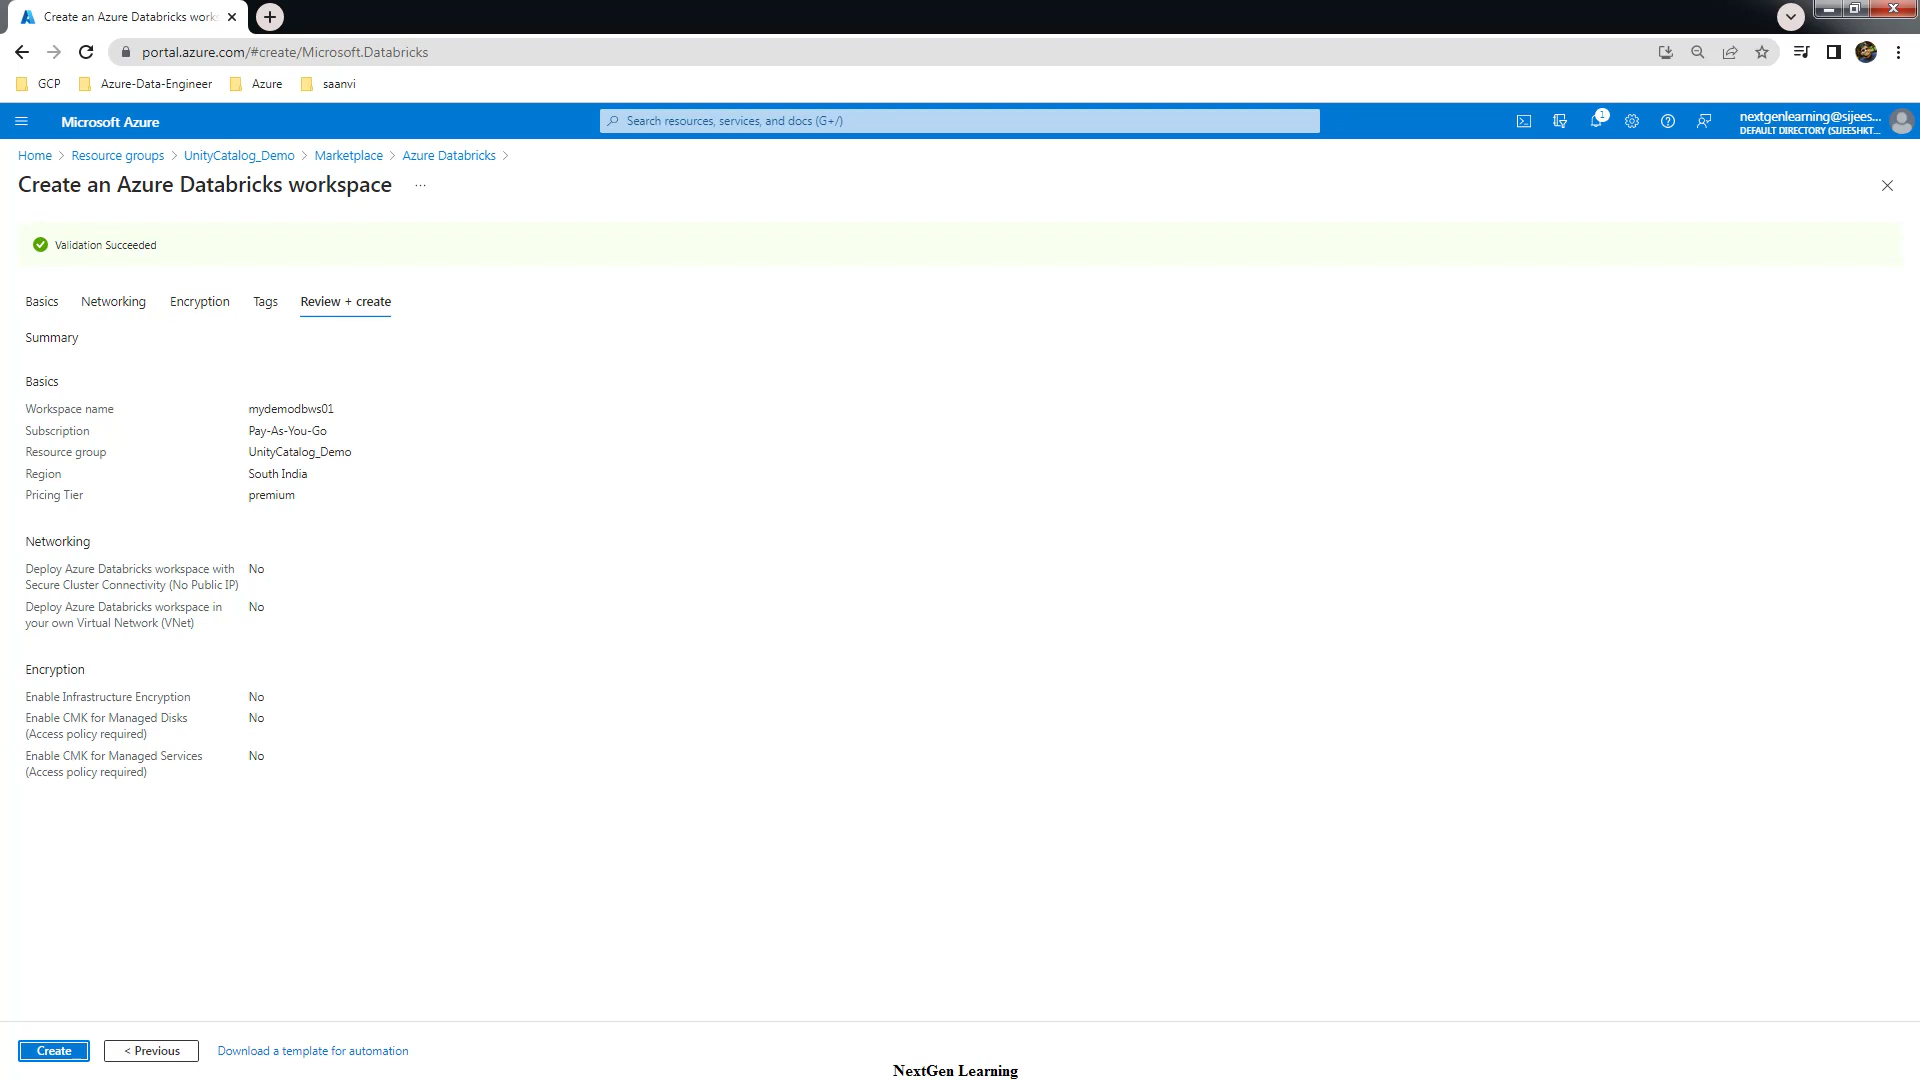 Create an Azure Databricks works
portal.azure.com/#create/Microsoft.Databricks
GCP Azure-Data-Engineer Azure saanvi
Microsoft Azure
Search resources, services, and docs (G+/)
1
nextgenlearning@sijees...
DEFAULT DIRECTORY (SIJEESHKT...
Home > Resource groups > UnityCatalog_Demo > Marketplace > Azure Databricks >
Create an Azure Databricks workspace ...
Validation Succeeded
Basics Networking Encryption Tags Review + create
Summary
Basics
Workspace name mydemodbws01
Subscription Pay-As-You-Go
Resource group UnityCatalog_Demo
Region South India
Pricing Tier premium
Networking
Deploy Azure Databricks workspace with No
Secure Cluster Connectivity (No Public IP)
Deploy Azure Databricks workspace in No
your own Virtual Network (VNet)
Encryption
Enable Infrastructure Encryption No
Enable CMK for Managed Disks No
(Access policy required)
Enable CMK for Managed Services No
(Access policy required)
Create < Previous Download a template for automation
NextGen Learning